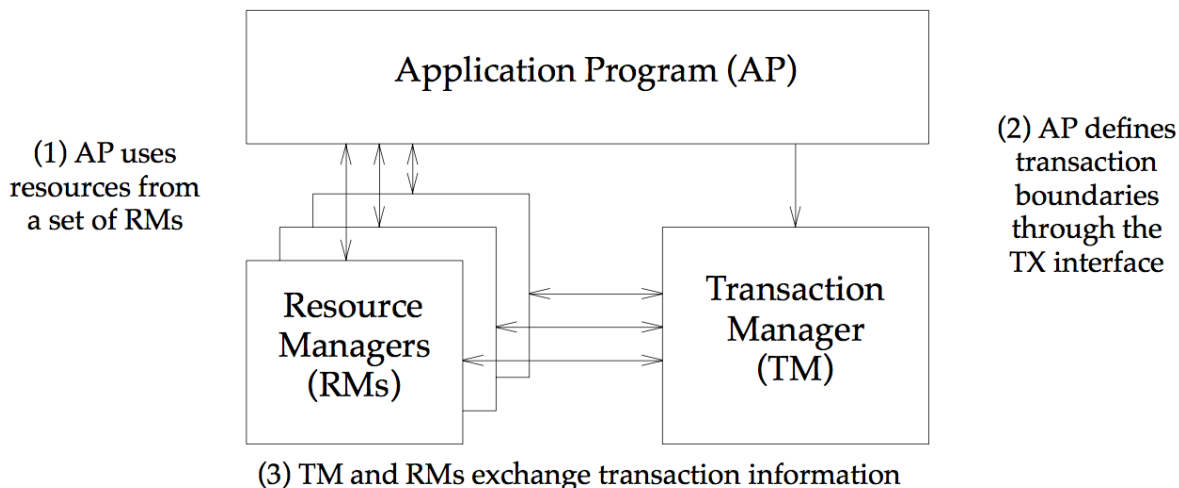 Application Program (AP)
(1) AP uses
resources from
a set of RMs
(2) AP defines
transaction
boundaries
through the
TX interface
Resource
Managers
(RMs)
Transaction
Manager
(TM)
(3) TM and RMs exchange transaction information